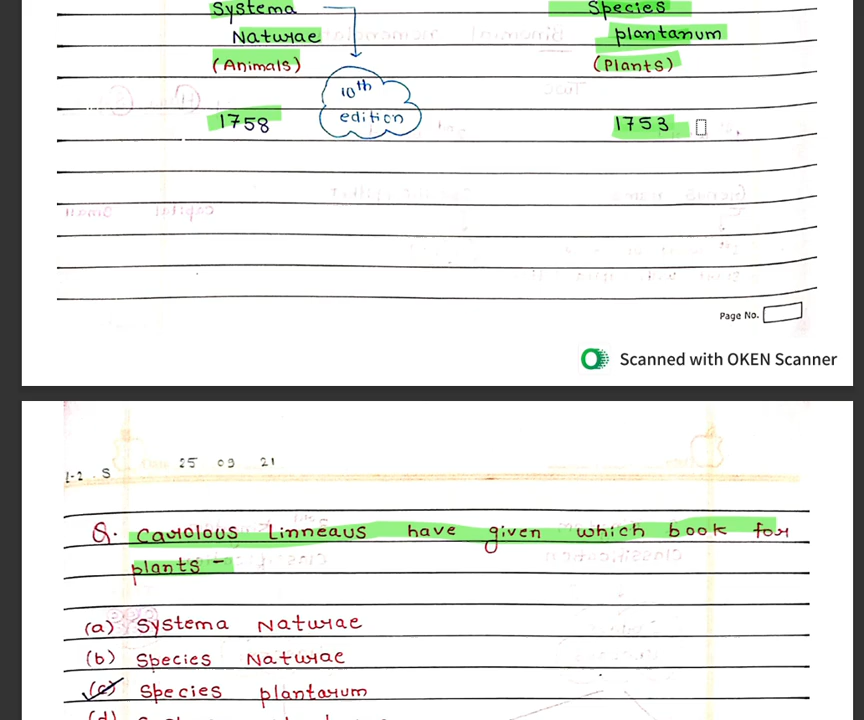 Systema
Species
Naturae
plantanum
(Animals)
(Plants)
10th
edition
1758
1753
Page No.
Scanned with OKEN Scanner
25 09 21
Q. Carolous Linneaus have given which book for
plants -
(a) Systema Naturae
(b) Species Naturae
(c) Species plantarum
(d)